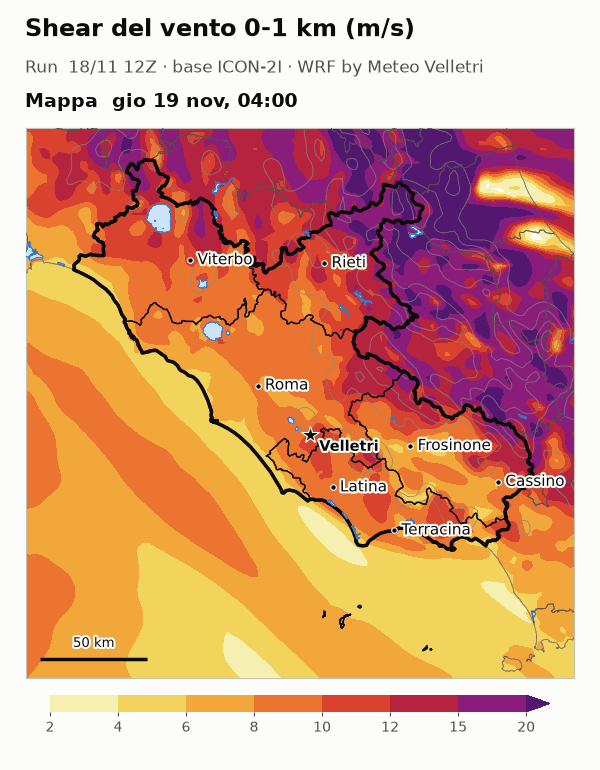 Shear del vento 0-1 km (m/s)
Run 18/11 12Z · base ICON-2I · WRF by Meteo Velletri
Mappa gio 19 nov, 04:00
Viterbo
Rieti
Roma
Velletri
Frosinone
Latina
Cassino
Terracina
50 km
2 4 6 8 10 12 15 20